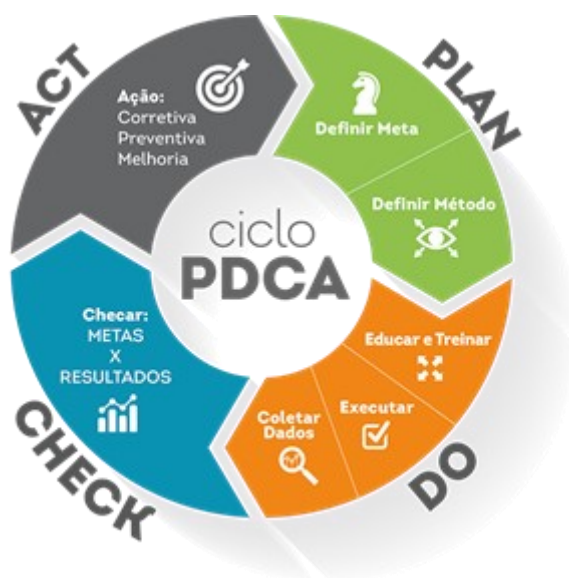 ciclo
PDCA
PLAN
Definir Meta
Definir Método
DO
Educar e Treinar
Executar
Coletar
Dados
CHECK
Checar:
METAS
X
RESULTADOS
ACT
Ação:
Corretiva
Preventiva
Melhoria